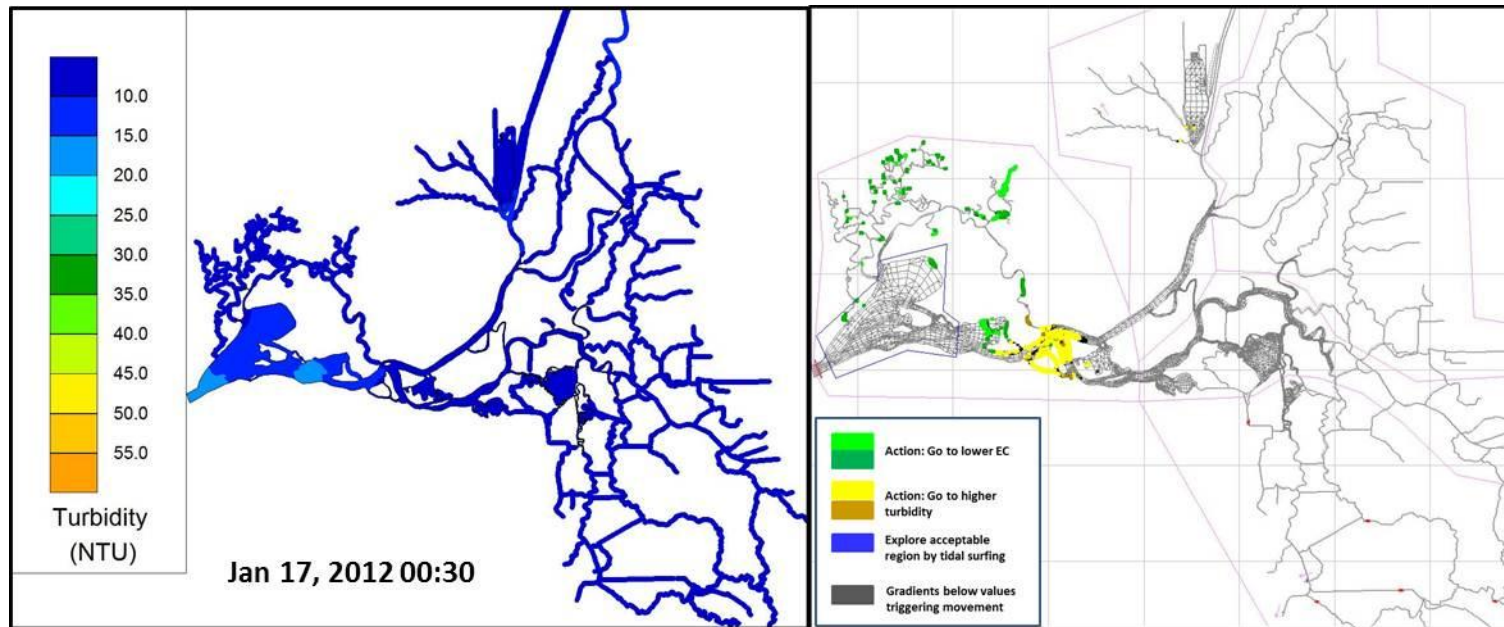 10.0
15.0
20.0
25.0
30.0
35.0
40.0
45.0
50.0
55.0
Turbidity
(NTU)
Jan 17, 2012 00:30
Action: Go to lower EC
Action: Go to higher
turbidity
Explore acceptable
region by tidal surfing
Gradients below values
triggering movement